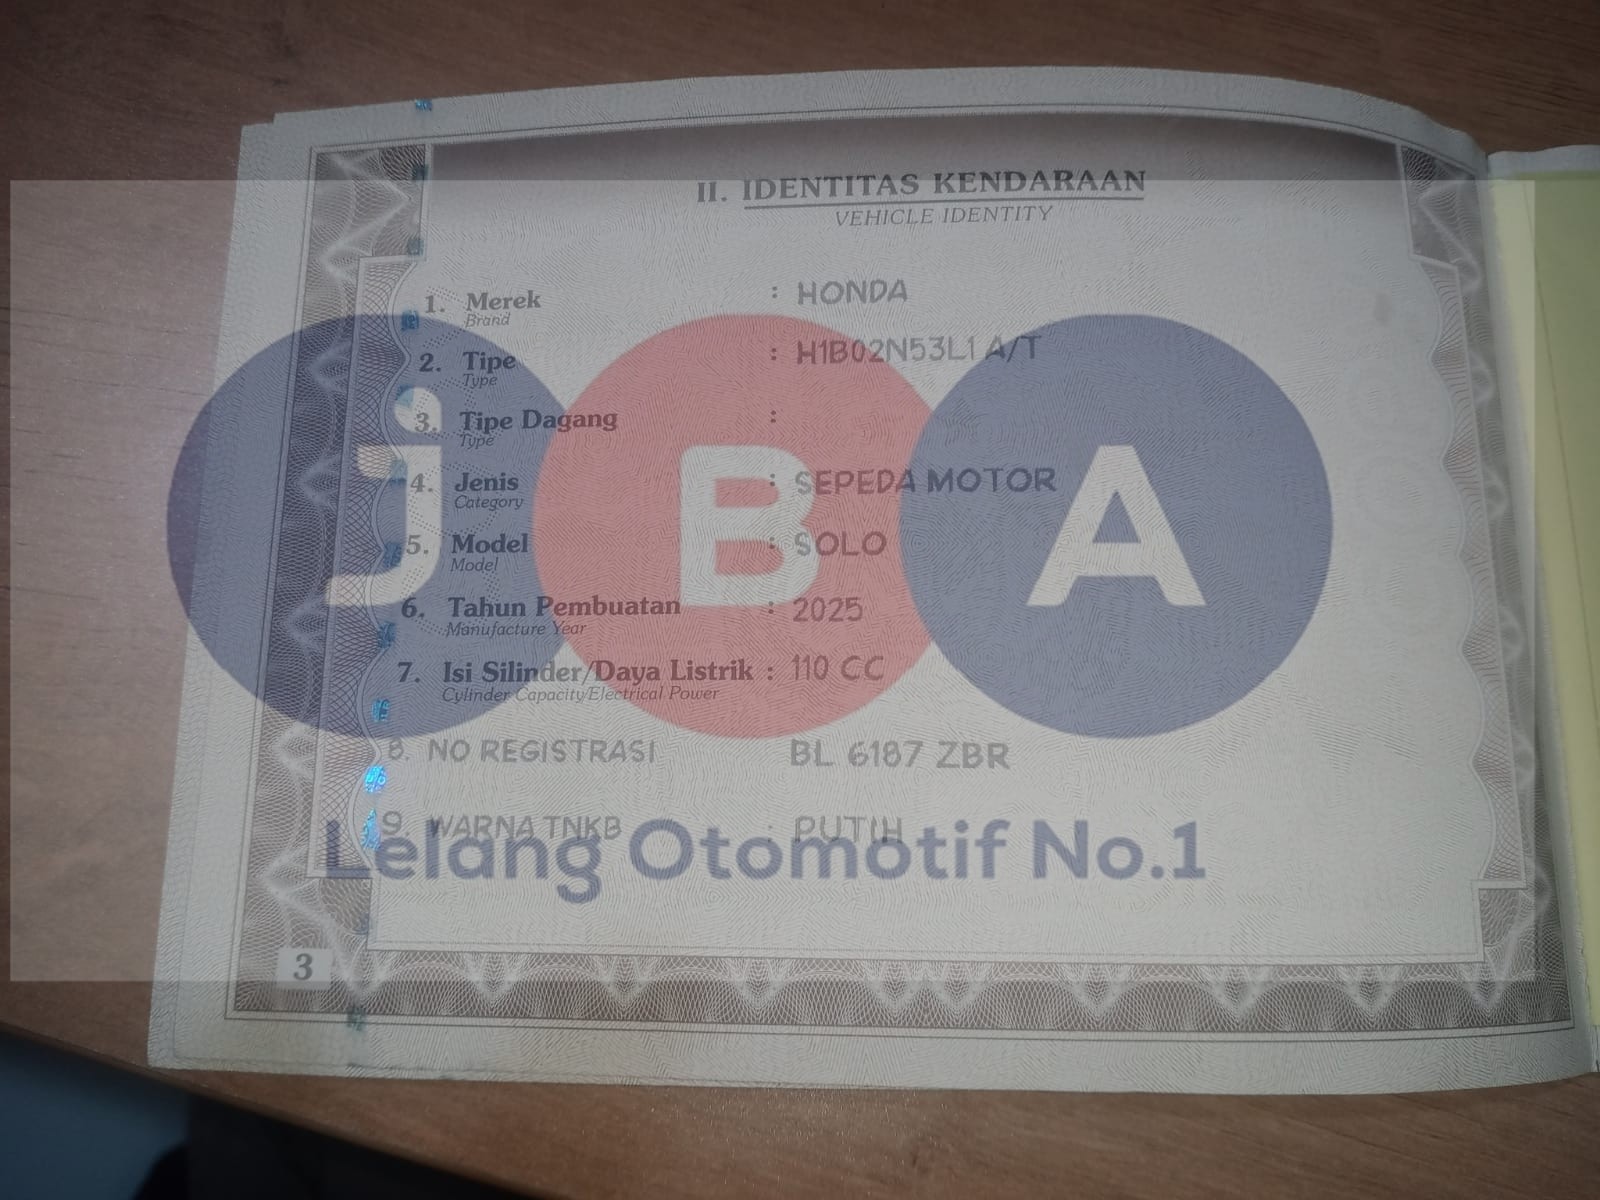 II. IDENTITAS KENDARAAN
VEHICLE IDENTITY
1. Merek : HONDA
Brand
2. Tipe : H1B02N53L1 A/T
Type
3. Tipe Dagang :
Type
4. Jenis : SEPEDA MOTOR
Category
5. Model : SOLO
Model
6. Tahun Pembuatan : 2025
Manufacture Year
7. Isi Silinder/Daya Listrik : 110 CC
Cylinder Capacity/Electrical Power
8. NO REGISTRASI BL 6187 ZBR
9. WARNA TNKB : PUTIH
3
jBA
Lelang Otomotif No.1